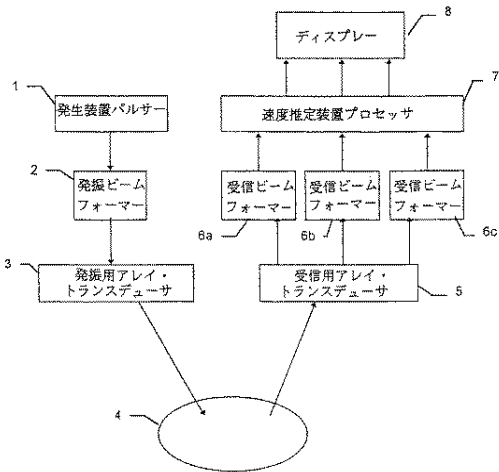 8
ディスプレー
1
7
発生装置パルサー
速度推定装置プロセッサ
2
発振ビーム
フォーマー
受信ビーム
フォーマー
受信ビーム
フォーマー
受信ビーム
フォーマー
6a
6b
6c
3
発振用アレイ・
トランスデューサ
受信用アレイ・
トランスデューサ
5
4